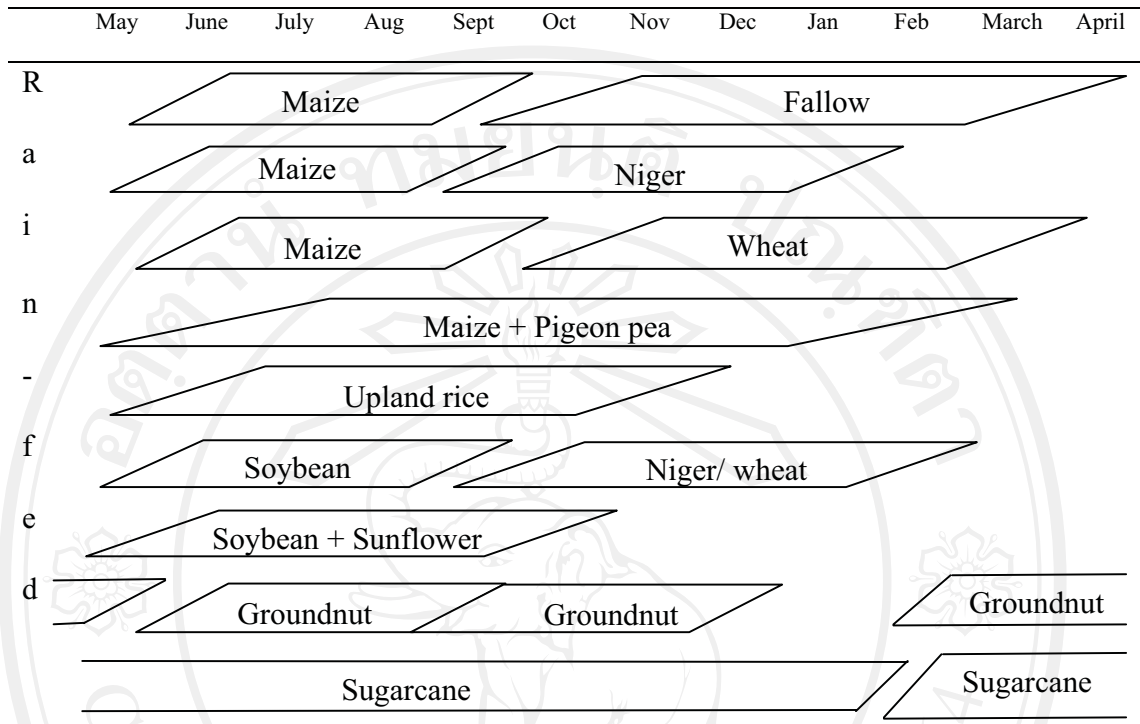 May June July Aug Sept Oct Nov Dec Jan Feb March April
R
Maize Fallow
a
Maize Niger
i
Maize Wheat
n
Maize + Pigeon pea
-
Upland rice
f
Soybean Niger/ wheat
e
Soybean + Sunflower
d
Groundnut Groundnut Groundnut
Sugarcane Sugarcane